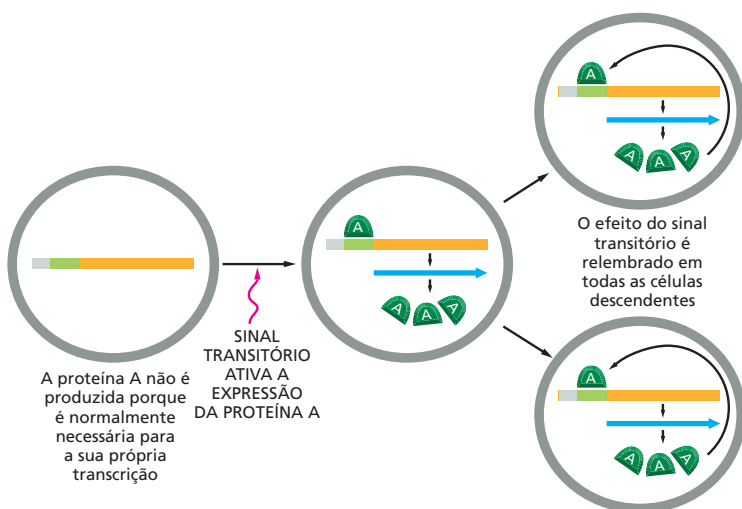 A proteína A não é
produzida porque
é normalmente
necessária para
a sua própria
transcrição
SINAL
TRANSITÓRIO
ATIVA A
EXPRESSÃO
DA PROTEÍNA A
A
A A A
A
A A A
O efeito do sinal
transitório é
relembrado em
todas as células
descendentes
A
A A A